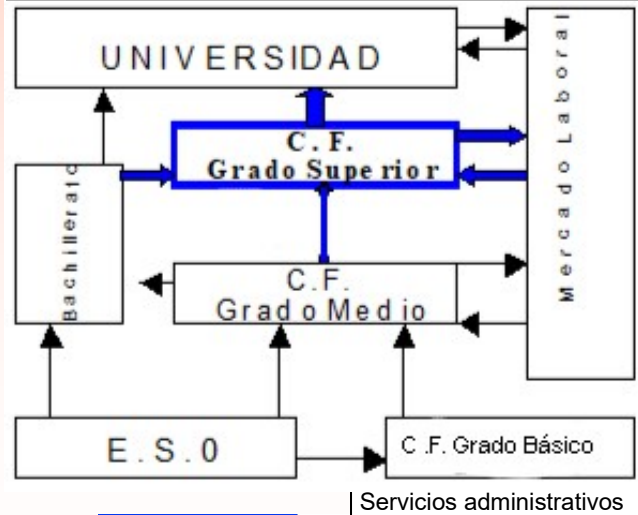 UNIVERSIDAD
C. F.
Grado Superior
Mercado Laboral
Bachillerato
C.F.
Grado Medio
E.S.0
C .F. Grado Básico
Servicios administrativos